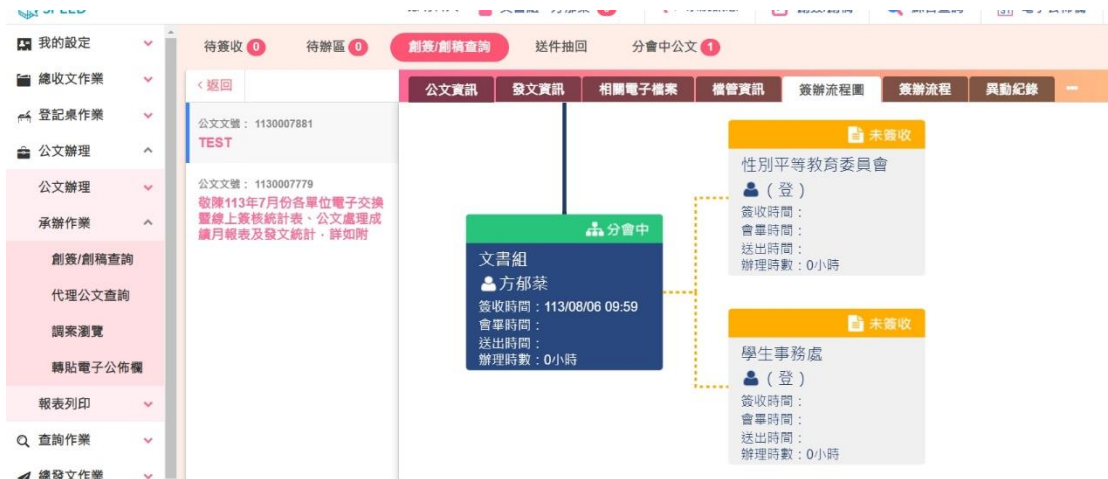 SPEED
我的設定
總收文作業
登記桌作業
公文辦理
公文辦理
承辦作業
創簽/創稿查詢
代理公文查詢
調案瀏覽
轉貼電子公佈欄
報表列印
查詢作業
總發文作業
待簽收 0
待辦區 0
創簽/創稿查詢
送件抽回
分會中公文 1
< 返回
公文文號： 1130007881
TEST
公文文號： 1130007779
敬陳113年7月份各單位電子交換
暨線上簽核統計表、公文處理成
績月報表及發文統計，詳如附
公文資訊
發文資訊
相關電子檔案
檔管資訊
簽辦流程圖
簽辦流程
異動紀錄
分會中
文書組
方郁棻
簽收時間：113/08/06 09:59
會畢時間：
送出時間：
辦理時數：0小時
未簽收
性別平等教育委員會
( 登 )
簽收時間：
會畢時間：
送出時間：
辦理時數：0小時
未簽收
學生事務處
( 登 )
簽收時間：
會畢時間：
送出時間：
辦理時數：0小時